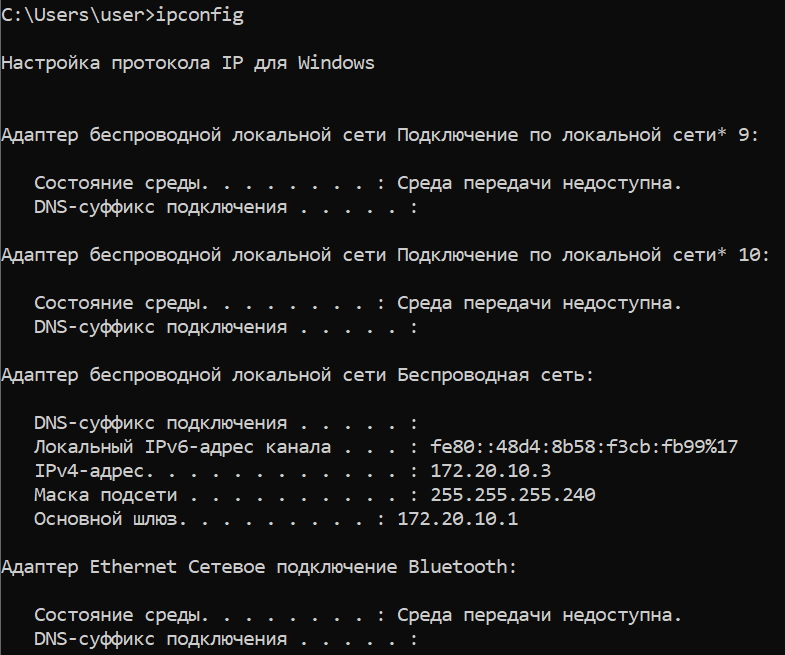 C:\Users\user>ipconfig
Настройка протокола IP для Windows
Адаптер беспроводной локальной сети Подключение по локальной сети* 9:
Состояние среды. . . . . . . . : Среда передачи недоступна.
DNS-суффикс подключения . . . . . :
Адаптер беспроводной локальной сети Подключение по локальной сети* 10:
Состояние среды. . . . . . . . : Среда передачи недоступна.
DNS-суффикс подключения . . . . . :
Адаптер беспроводной локальной сети Беспроводная сеть:
DNS-суффикс подключения . . . . . :
Локальный IPv6-адрес канала . . . : fe80::48d4:8b58:f3cb:fb99%17
IPv4-адрес. . . . . . . . . . . . : 172.20.10.3
Маска подсети . . . . . . . . . . : 255.255.255.240
Основной шлюз. . . . . . . . . : 172.20.10.1
Адаптер Ethernet Сетевое подключение Bluetooth:
Состояние среды. . . . . . . . : Среда передачи недоступна.
DNS-суффикс подключения . . . . . :